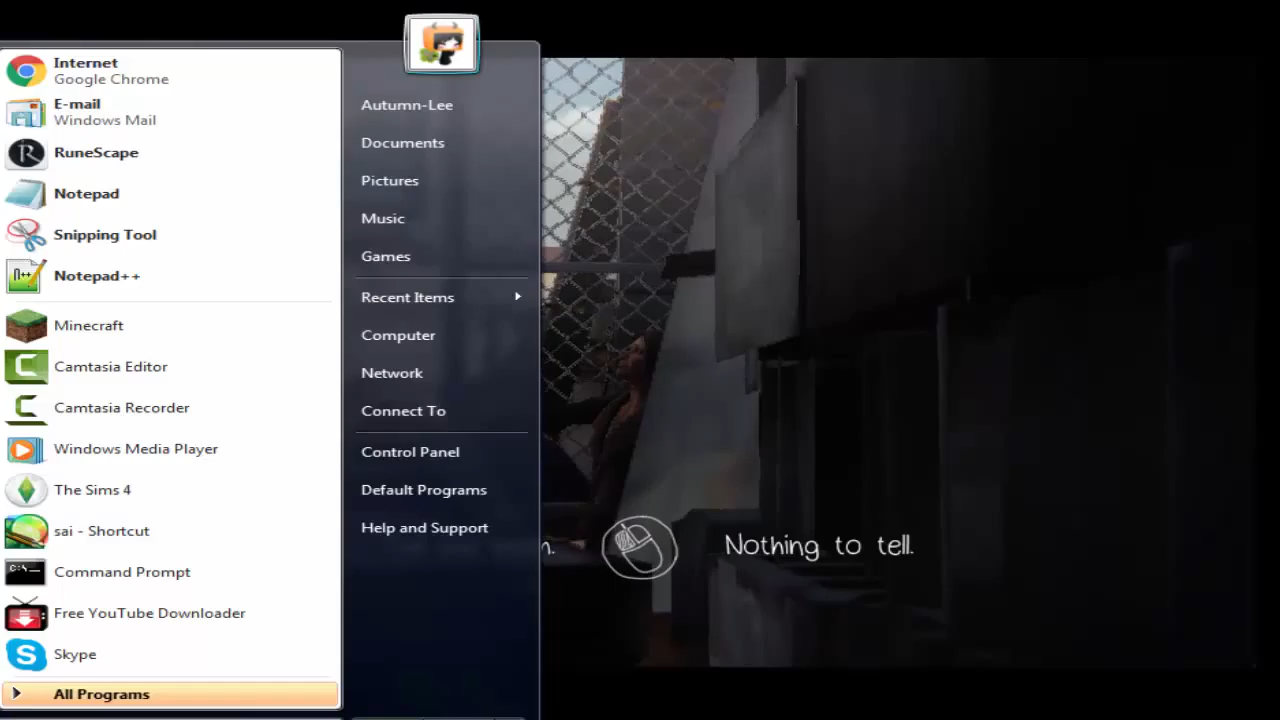 Internet
Google Chrome
E-mail
Windows Mail
RuneScape
Notepad
Snipping Tool
Notepad++
Minecraft
Camtasia Editor
Camtasia Recorder
Windows Media Player
The Sims 4
sai - Shortcut
Command Prompt
Free YouTube Downloader
Skype
All Programs
Autumn-Lee
Documents
Pictures
Music
Games
Recent Items
Computer
Network
Connect To
Control Panel
Default Programs
Help and Support
Nothing to tell.